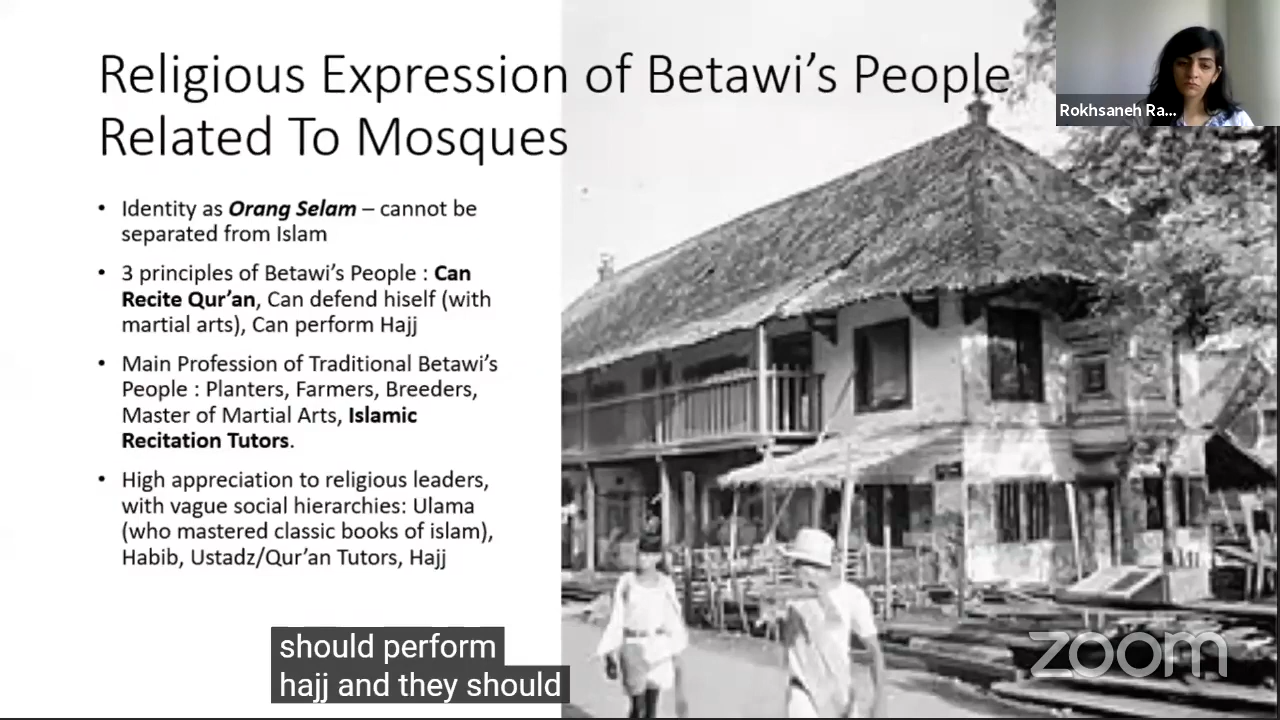 Religious Expression of Betawi's People
Related To Mosques
Rokhsaneh Ra...
• Identity as Orang Selam – cannot be
separated from Islam
• 3 principles of Betawi's People : Can
Recite Qur'an, Can defend hiself (with
martial arts), Can perform Hajj
• Main Profession of Traditional Betawi's
People : Planters, Farmers, Breeders,
Master of Martial Arts, Islamic
Recitation Tutors.
• High appreciation to religious leaders,
with vague social hierarchies: Ulama
(who mastered classic books of islam),
Habib, Ustadz/Qur'an Tutors, Hajj
should perform
hajj and they should
zoom